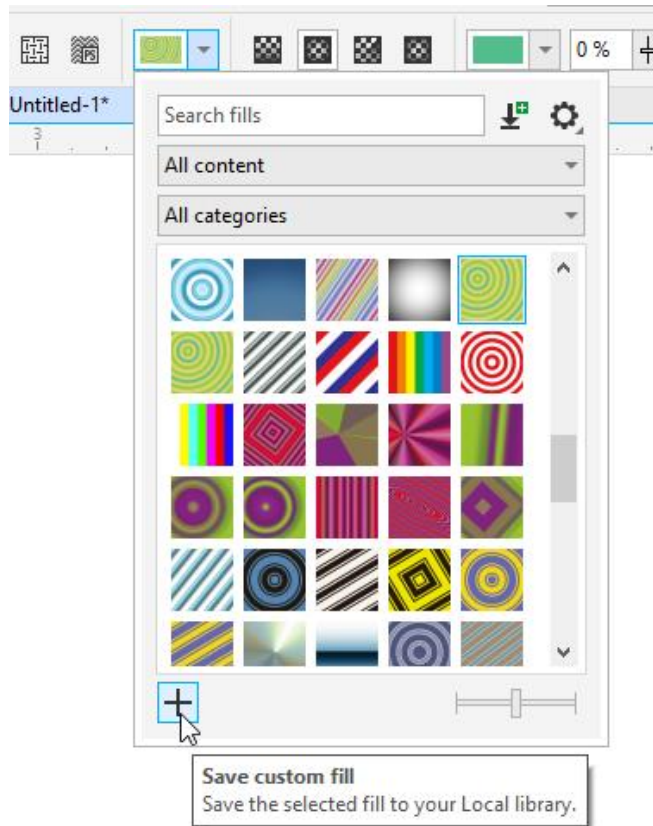 PS
0 %
Untitled-1*
3
Search fills
All content
All categories
Save custom fill
Save the selected fill to your Local library.